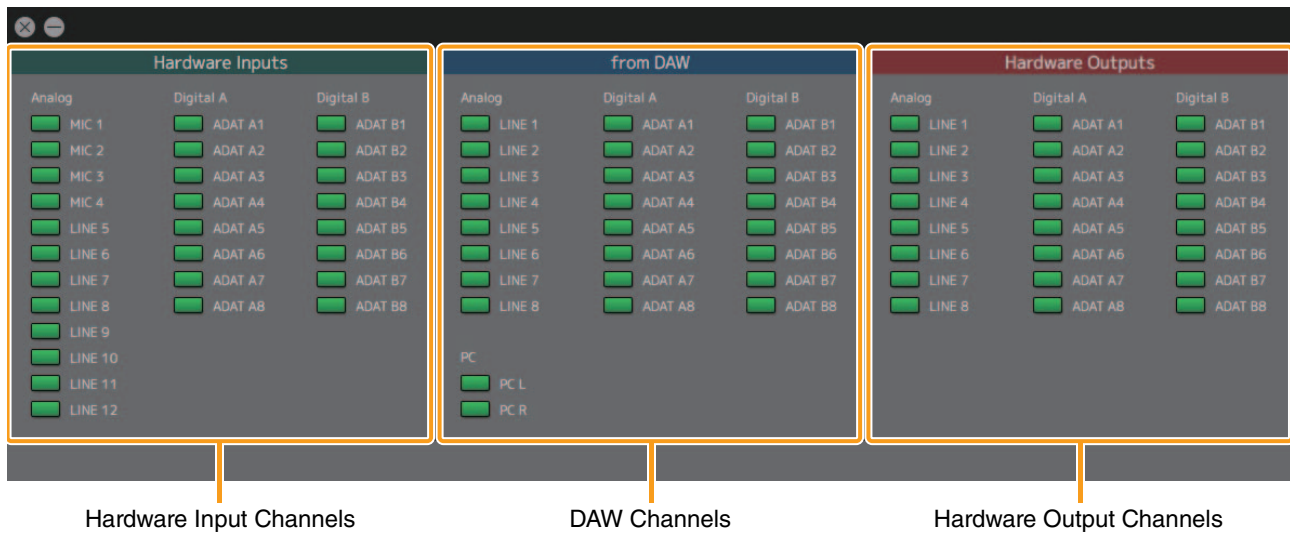 Hardware Inputs
Analog Digital A Digital B
MIC 1 ADAT A1 ADAT B1
MIC 2 ADAT A2 ADAT B2
MIC 3 ADAT A3 ADAT B3
MIC 4 ADAT A4 ADAT B4
LINE 5 ADAT A5 ADAT B5
LINE 6 ADAT A6 ADAT B6
LINE 7 ADAT A7 ADAT B7
LINE 8 ADAT A8 ADAT B8
LINE 9
LINE 10
LINE 11
LINE 12
from DAW
Analog Digital A Digital B
LINE 1 ADAT A1 ADAT B1
LINE 2 ADAT A2 ADAT B2
LINE 3 ADAT A3 ADAT B3
LINE 4 ADAT A4 ADAT B4
LINE 5 ADAT A5 ADAT B5
LINE 6 ADAT A6 ADAT B6
LINE 7 ADAT A7 ADAT B7
LINE 8 ADAT A8 ADAT B8
PC
PC L
PC R
Hardware Outputs
Analog Digital A Digital B
LINE 1 ADAT A1 ADAT B1
LINE 2 ADAT A2 ADAT B2
LINE 3 ADAT A3 ADAT B3
LINE 4 ADAT A4 ADAT B4
LINE 5 ADAT A5 ADAT B5
LINE 6 ADAT A6 ADAT B6
LINE 7 ADAT A7 ADAT B7
LINE 8 ADAT A8 ADAT B8
Hardware Input Channels
DAW Channels
Hardware Output Channels